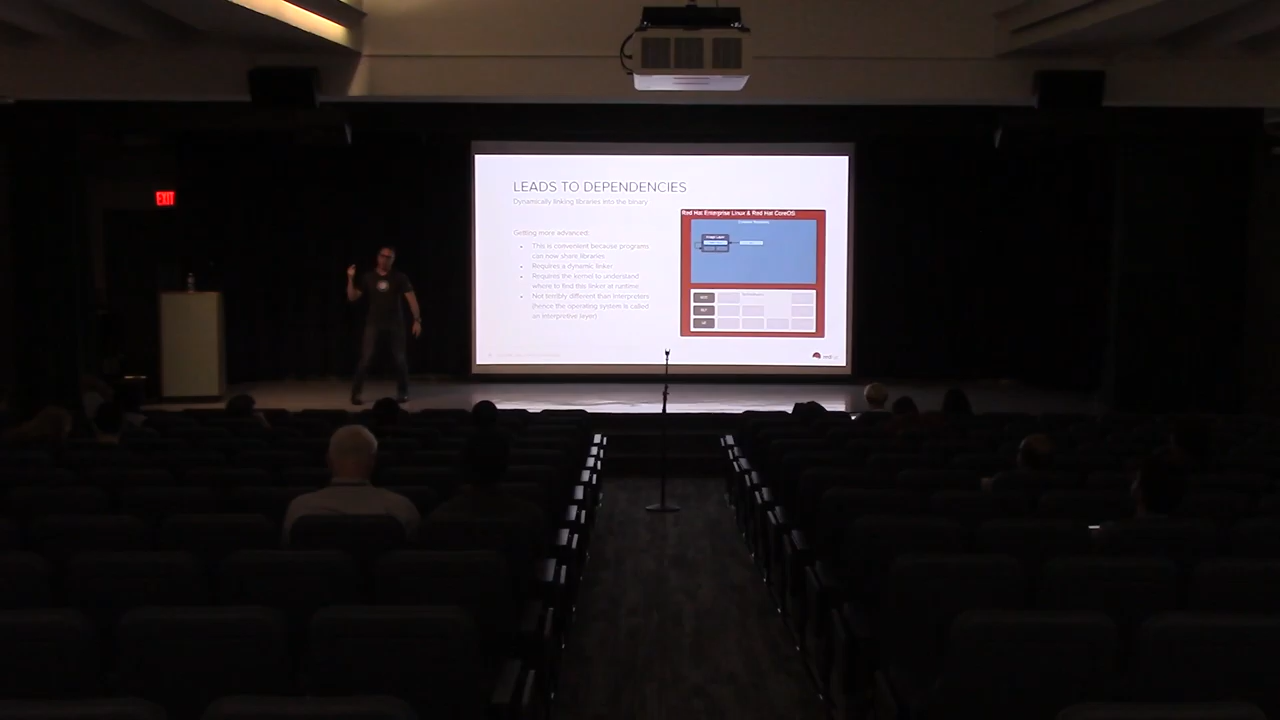 EXIT
LEADS TO DEPENDENCIES
Dynamically linking libraries into the binary
Getting more advanced:
This is convenient because programs
can now share libraries
Requires a dynamic linker
Requires the kernel to understand
where to find this linker at runtime
Not terribly different than interpreters
(hence the operating system is called
an interpretive layer)
Red Hat Enterprise Linux & Red Hat CoreOS
Image Layer